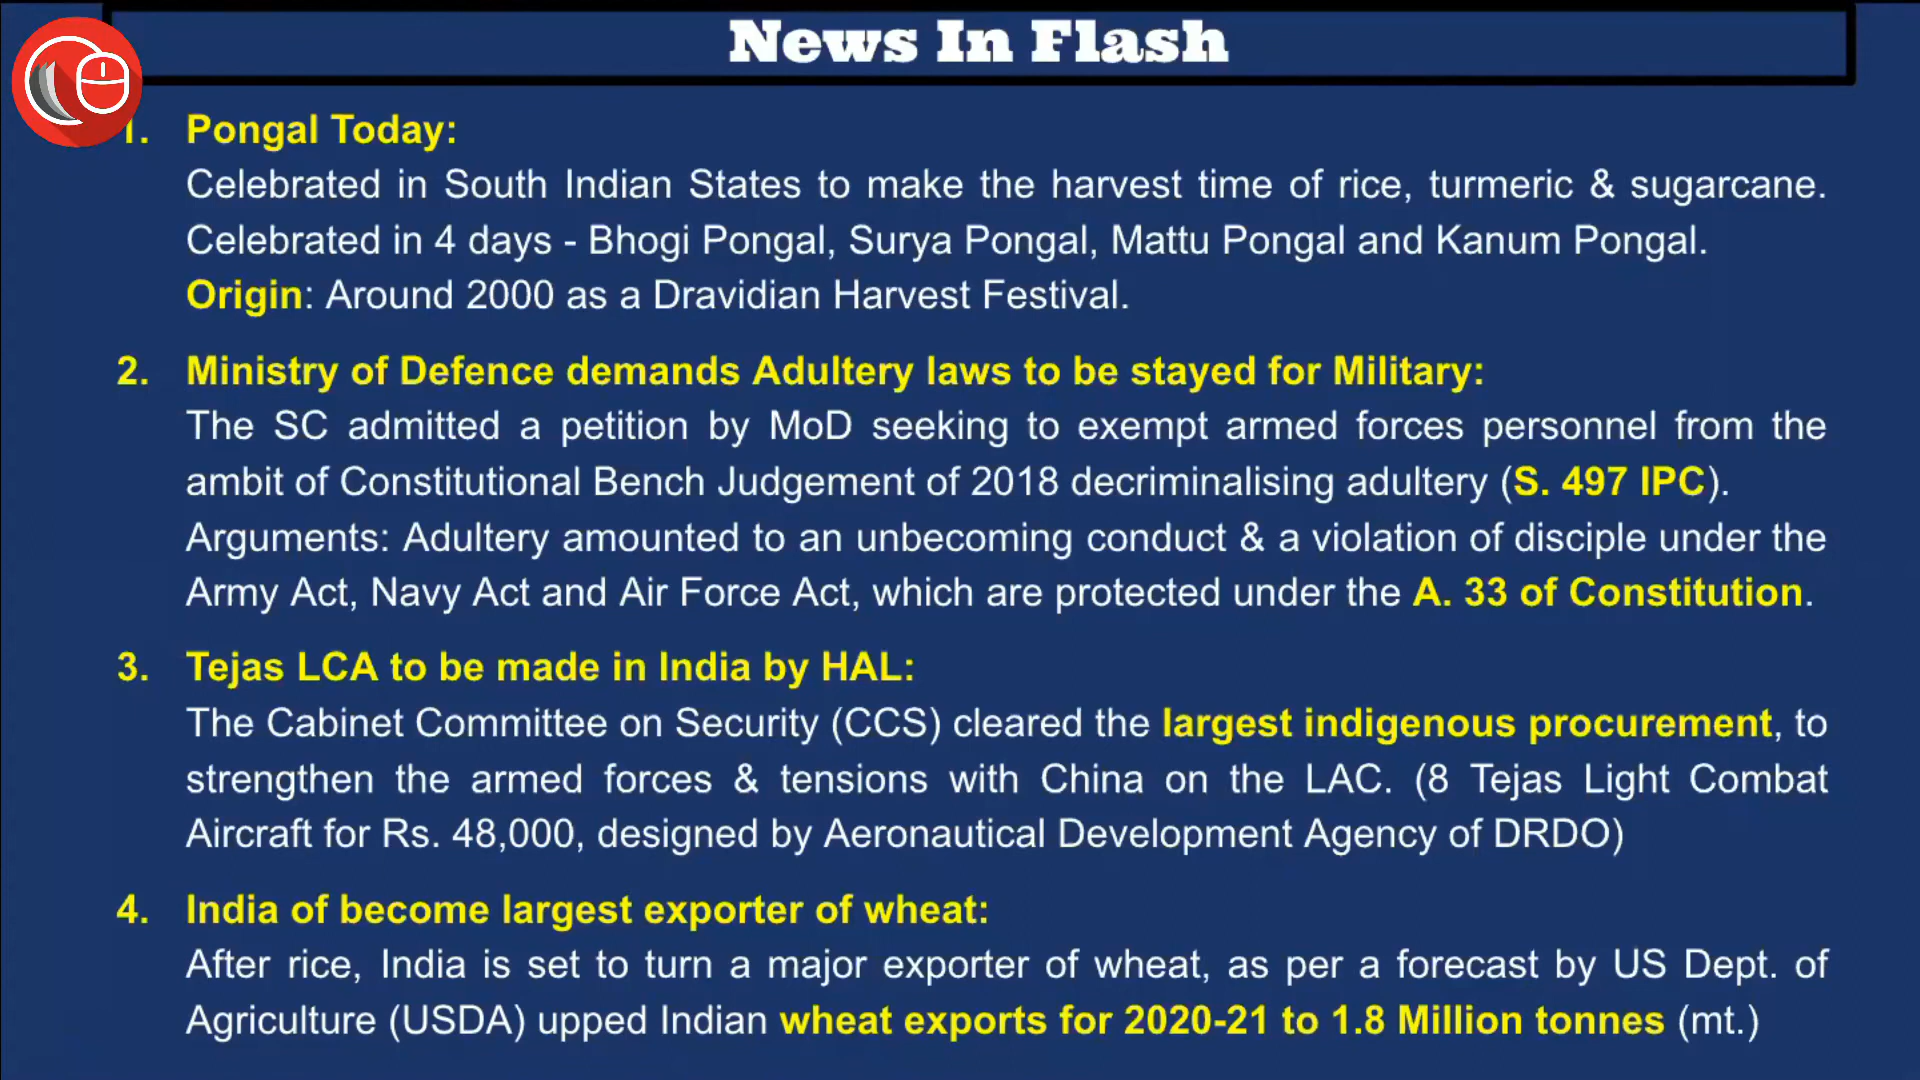 News In Flash
1. Pongal Today:
Celebrated in South Indian States to make the harvest time of rice, turmeric & sugarcane.
Celebrated in 4 days - Bhogi Pongal, Surya Pongal, Mattu Pongal and Kanum Pongal.
Origin: Around 2000 as a Dravidian Harvest Festival.
2. Ministry of Defence demands Adultery laws to be stayed for Military:
The SC admitted a petition by MoD seeking to exempt armed forces personnel from the
ambit of Constitutional Bench Judgement of 2018 decriminalising adultery (S. 497 IPC).
Arguments: Adultery amounted to an unbecoming conduct & a violation of disciple under the
Army Act, Navy Act and Air Force Act, which are protected under the A. 33 of Constitution.
3. Tejas LCA to be made in India by HAL:
The Cabinet Committee on Security (CCS) cleared the largest indigenous procurement, to
strengthen the armed forces & tensions with China on the LAC. (8 Tejas Light Combat
Aircraft for Rs. 48,000, designed by Aeronautical Development Agency of DRDO)
4. India of become largest exporter of wheat:
After rice, India is set to turn a major exporter of wheat, as per a forecast by US Dept. of
Agriculture (USDA) upped Indian wheat exports for 2020-21 to 1.8 Million tonnes (mt.)